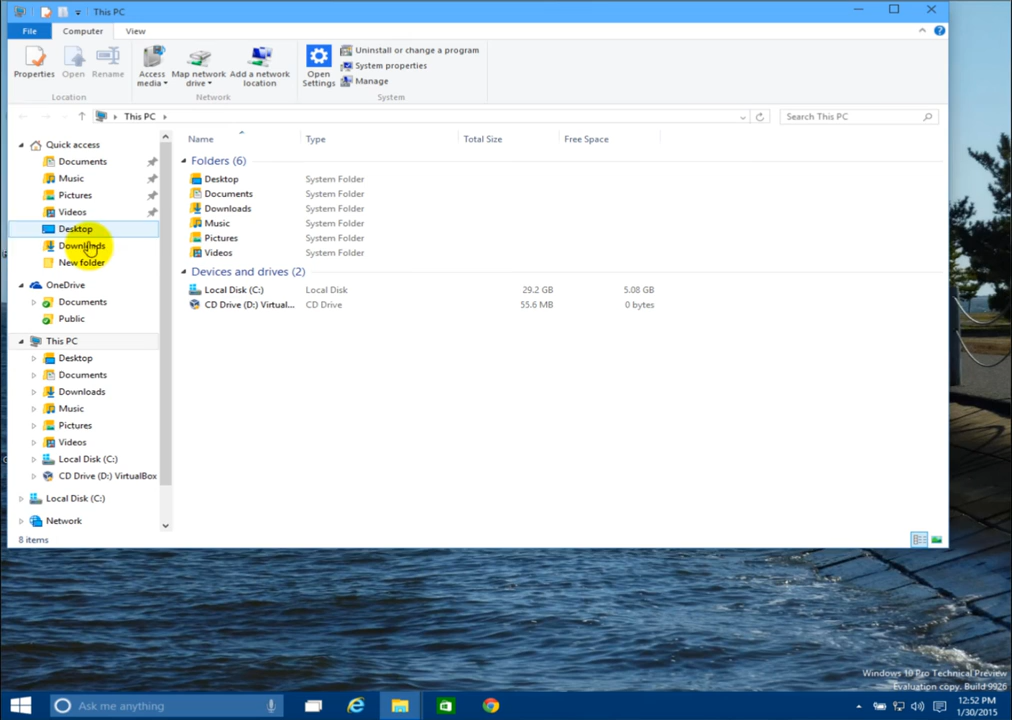 This PC
File Computer View
Properties Open Rename Access media Map network drive Add a network location Open Settings Uninstall or change a program
System properties
Manage
Location Network System
This PC Search This PC
Name Type Total Size Free Space
Quick access
Documents
Music
Pictures
Videos
Desktop
Downloads
New folder
OneDrive
Documents
Public
This PC
Desktop
Documents
Downloads
Music
Pictures
Videos
Local Disk (C:)
CD Drive (D:) VirtualBox
Local Disk (C:)
Network
Folders (6)
Desktop System Folder
Documents System Folder
Downloads System Folder
Music System Folder
Pictures System Folder
Videos System Folder
Devices and drives (2)
Local Disk (C:) Local Disk 29.2 GB 5.08 GB
CD Drive (D:) Virtual... CD Drive 55.6 MB 0 bytes
8 items
Windows 10 Pro Technical Preview
Evaluation copy. Build 9926
Ask me anything
12:52 PM
1/30/2015